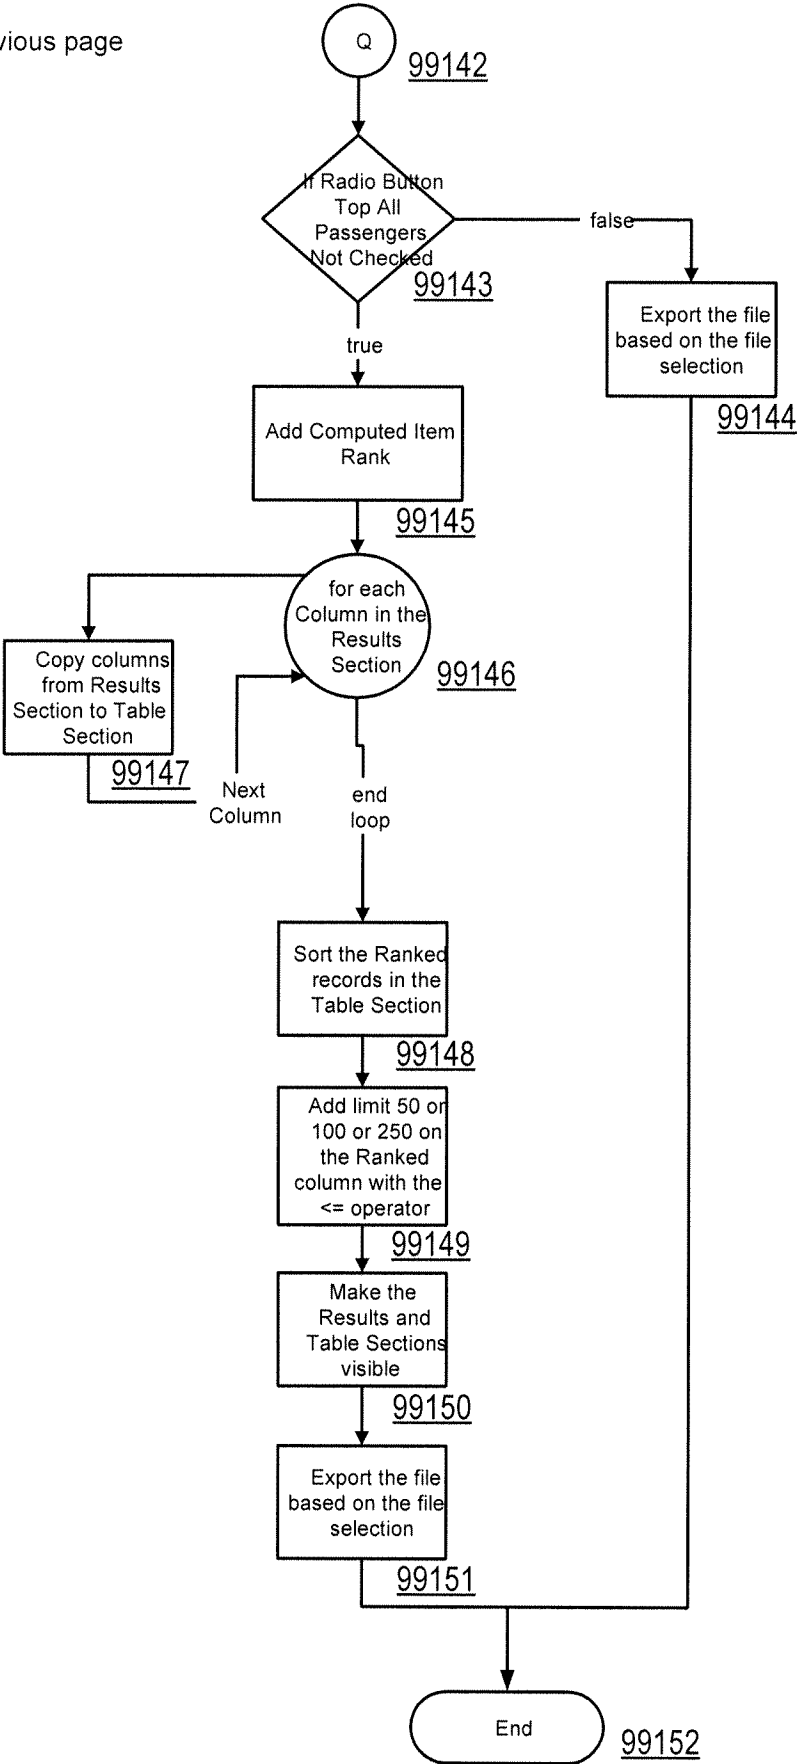 vious page
Q
99142
If Radio Button
Top All
Passengers
Not Checked
99143
false
Export the file
based on the file
selection
99144
true
Add Computed Item
Rank
99145
for each
Column in the
Results
Section
99146
Copy columns
from Results
Section to Table
Section
99147
Next
Column
end
loop
Sort the Ranked
records in the
Table Section
99148
Add limit 50 or
100 or 250 on
the Ranked
column with the
<= operator
99149
Make the
Results and
Table Sections
visible
99150
Export the file
based on the file
selection
99151
End
99152